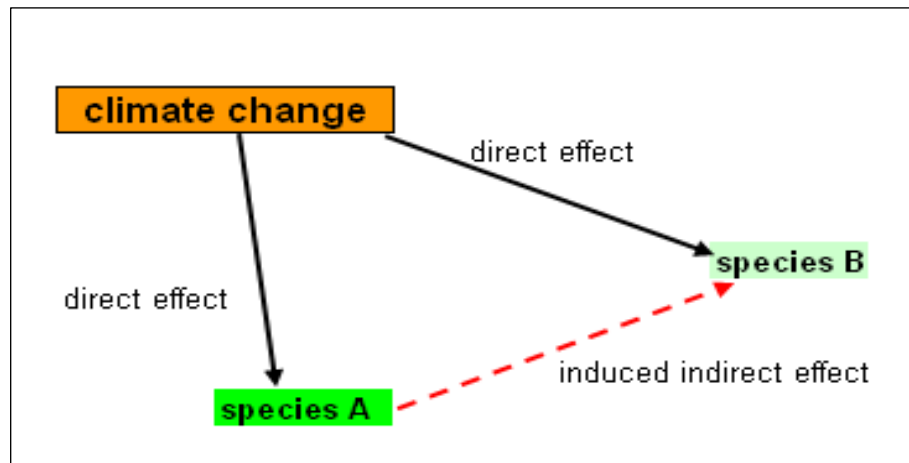 climate change
direct effect
species B
direct effect
induced indirect effect
species A